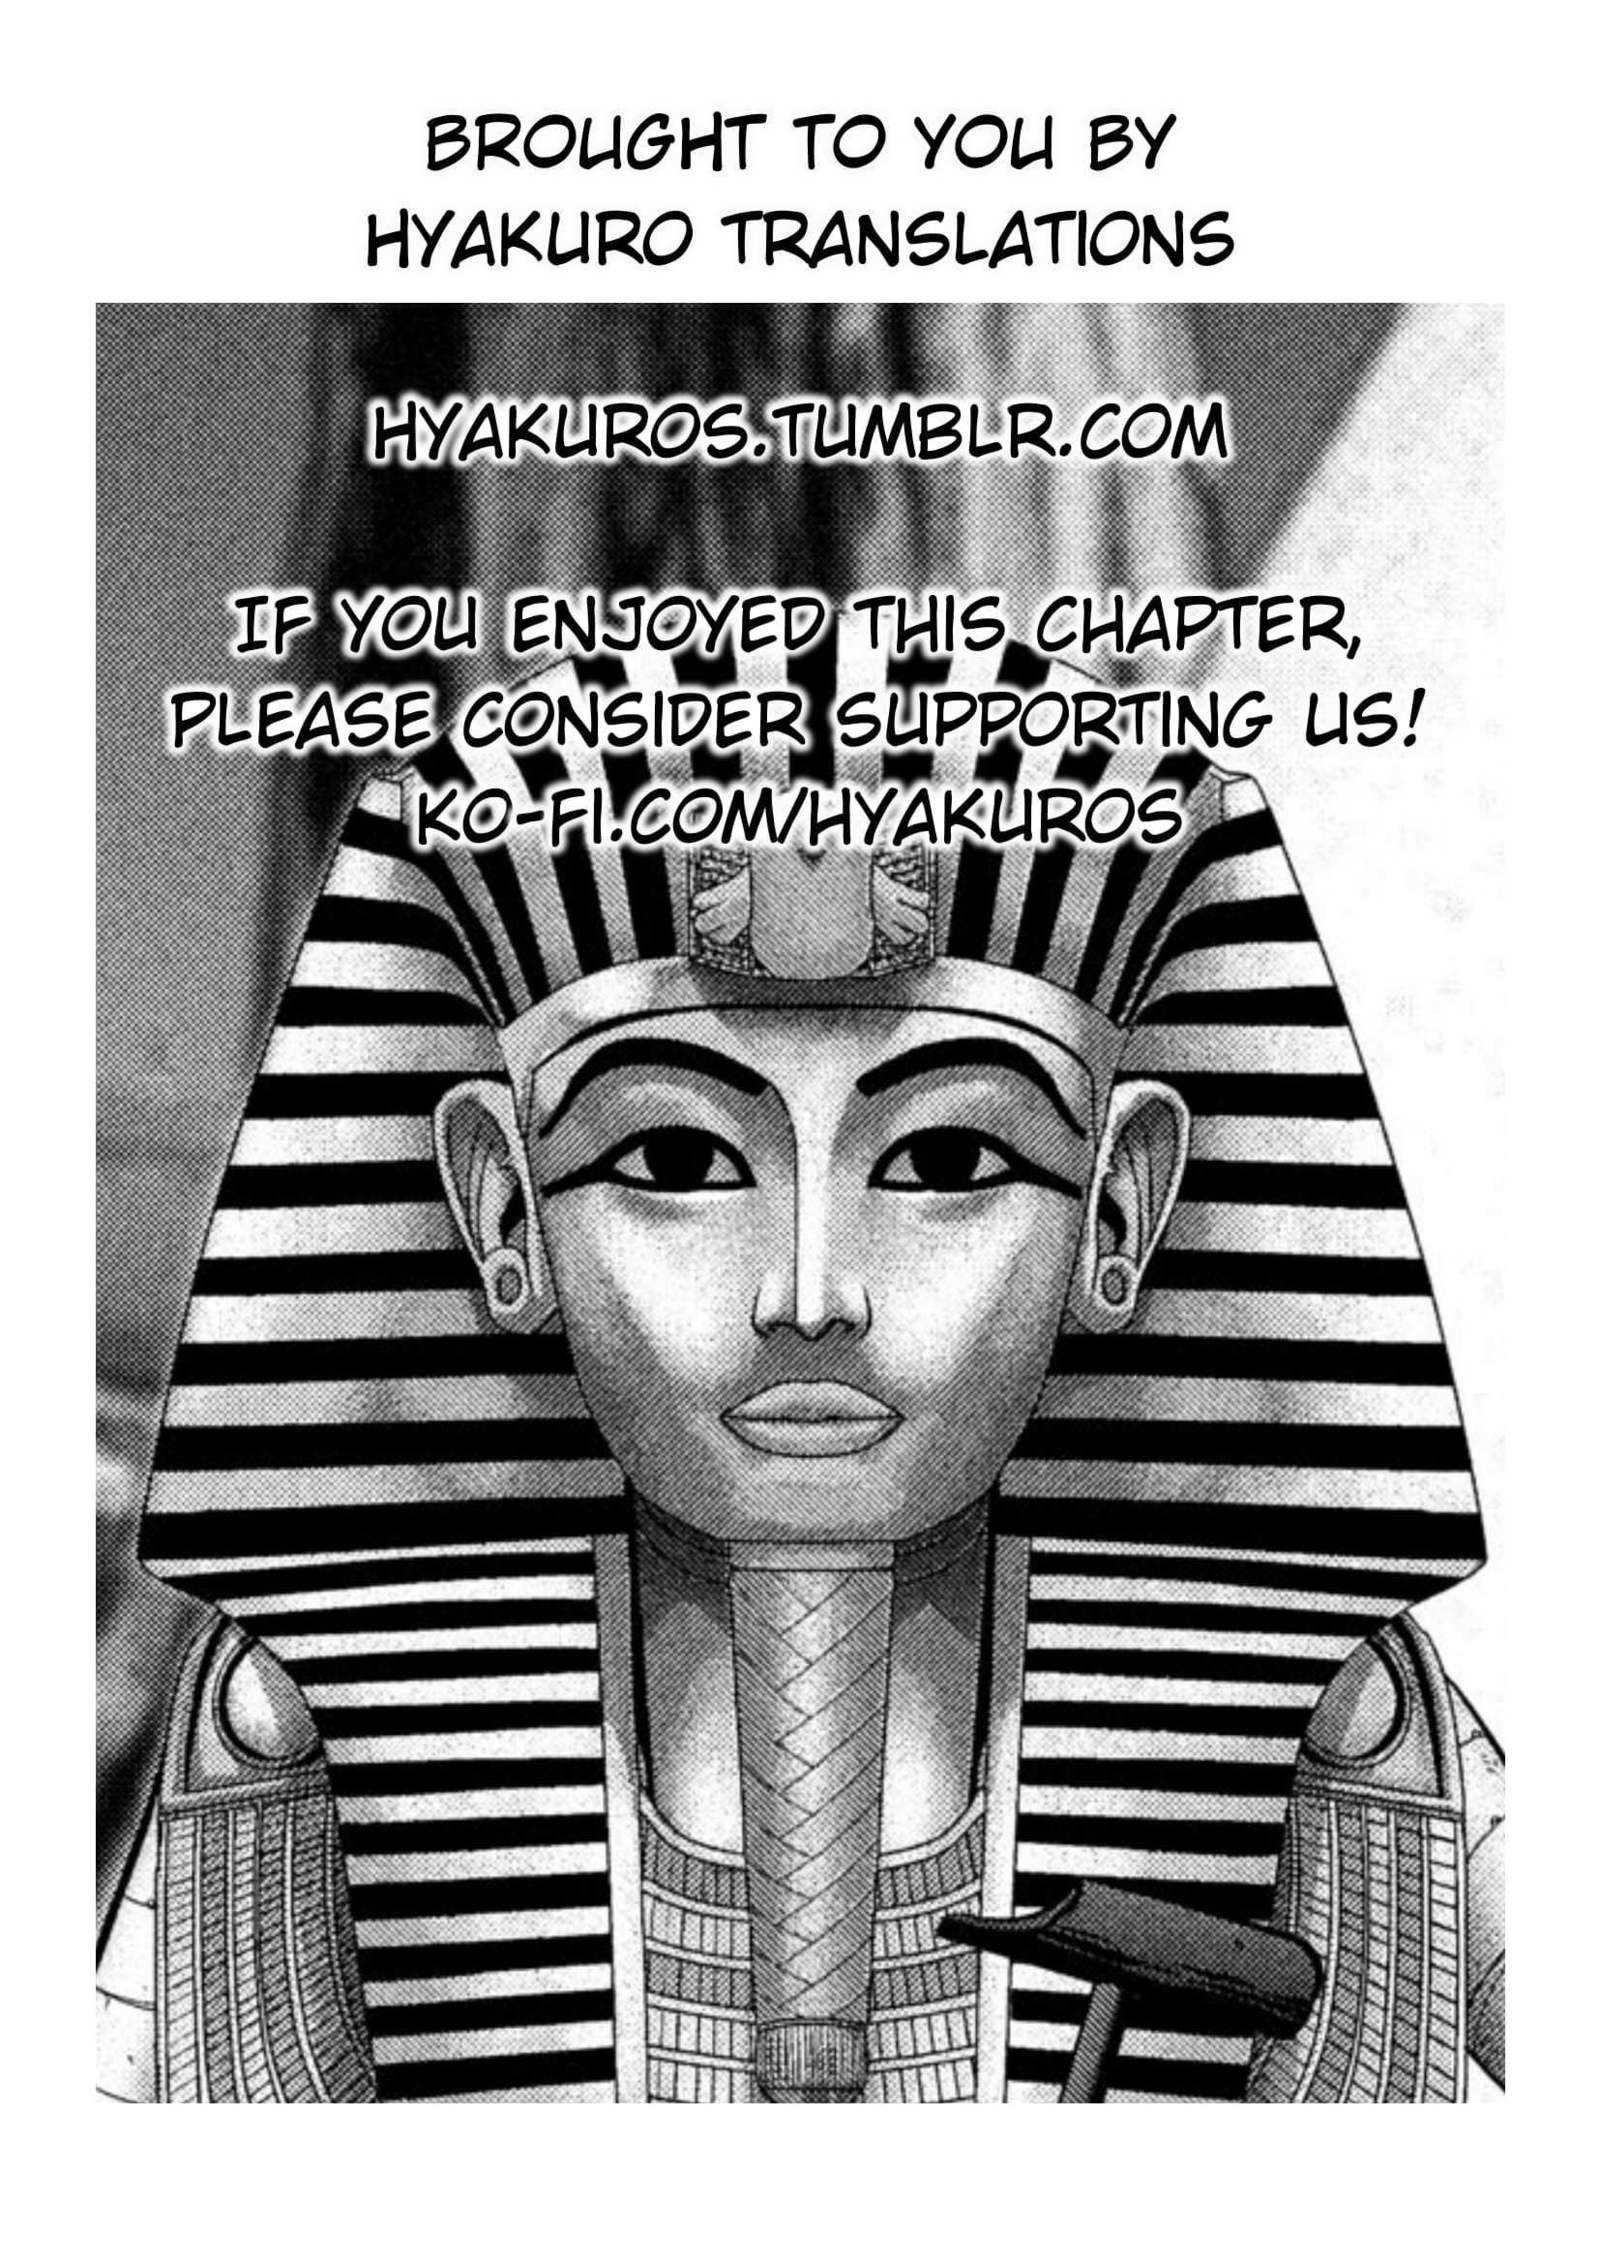 BROUGHT TO YOU BY
HYAKURO TRANSLATIONS
HYAKUROS.TUMBLR.COM
IF YOU ENJOYED THIS CHAPTER,
PLEASE CONSIDER SUPPORTING US!
KO-FI.COM/HYAKUROS